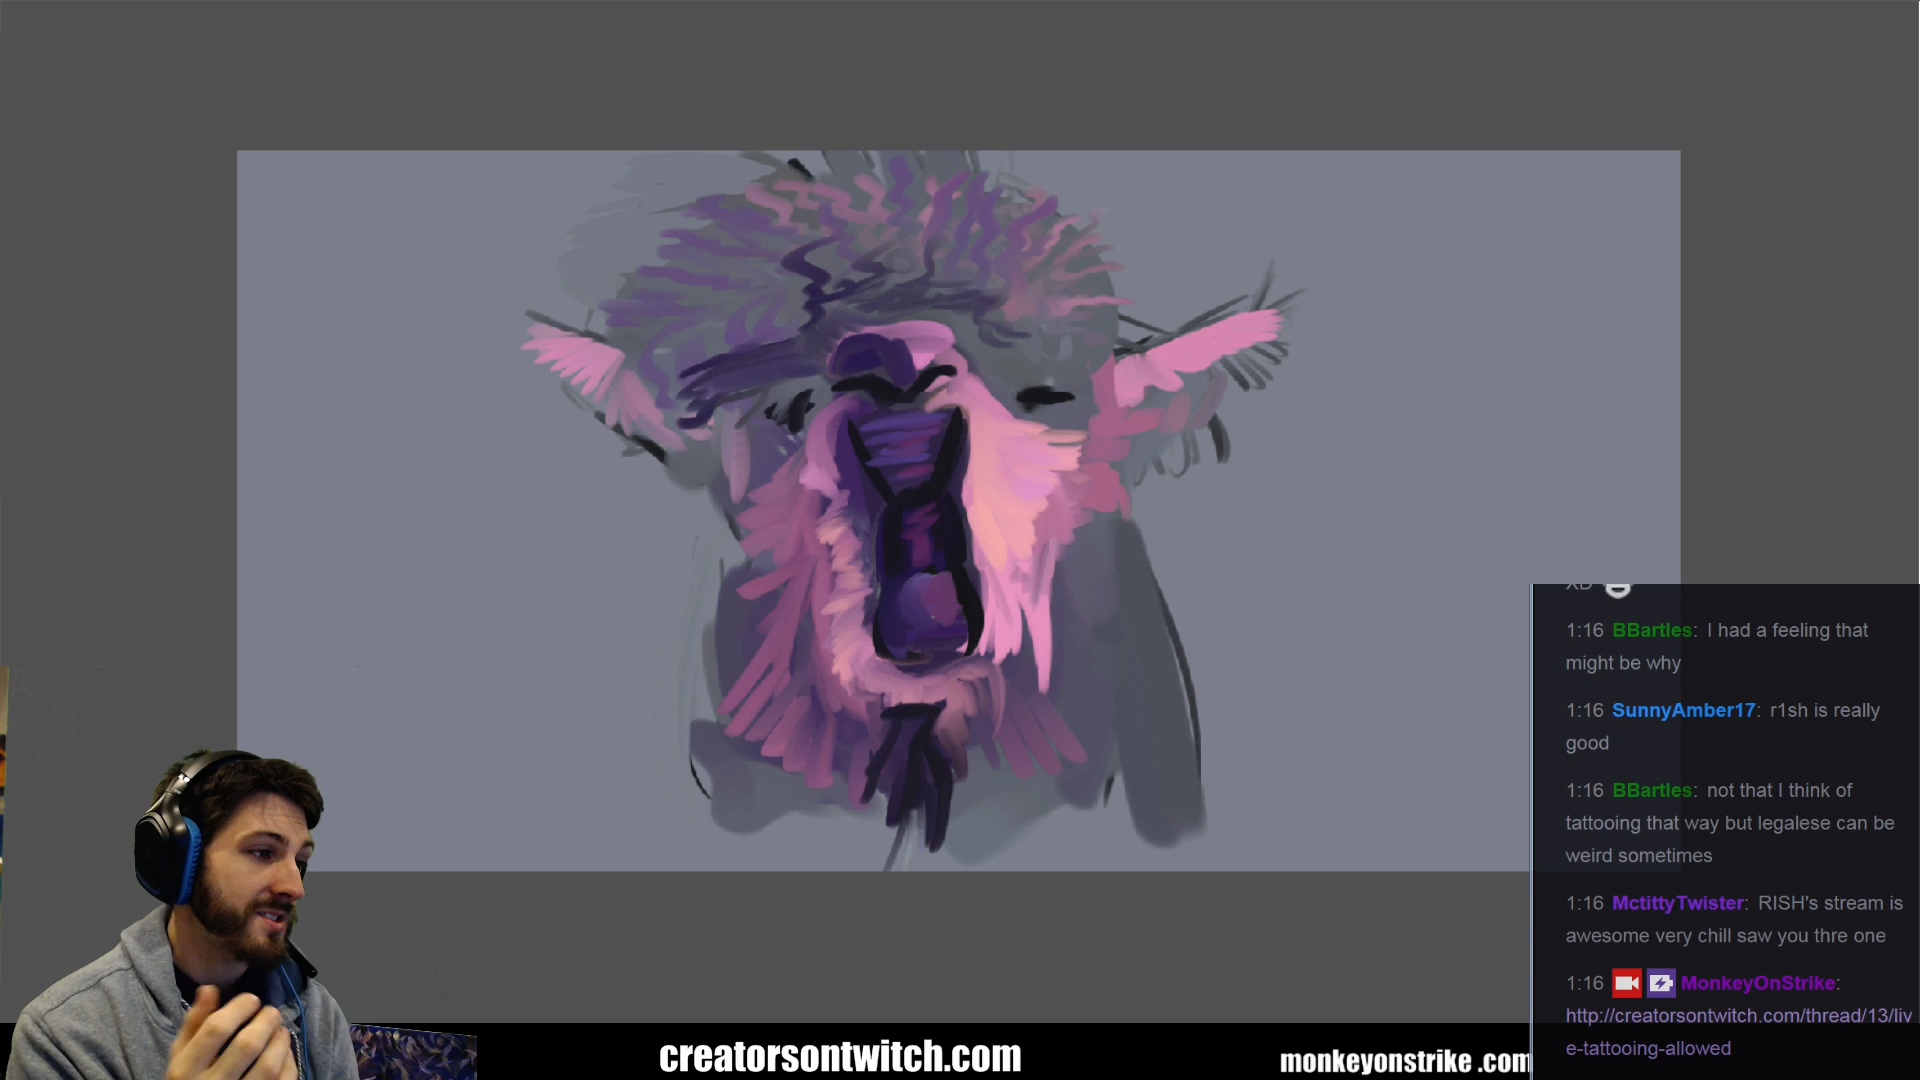 XD
1:16 BBartles: I had a feeling that
might be why
1:16 SunnyAmber17: r1sh is really
good
1:16 BBartles: not that I think of
tattooing that way but legalese can be
weird sometimes
1:16 MctittyTwister: RISH's stream is
awesome very chill saw you thre one
1:16 MonkeyOnStrike:
http://creatorsontwitch.com/thread/13/liv
e-tattooing-allowed
creatorsontwitch.com
monkeyonstrike .com